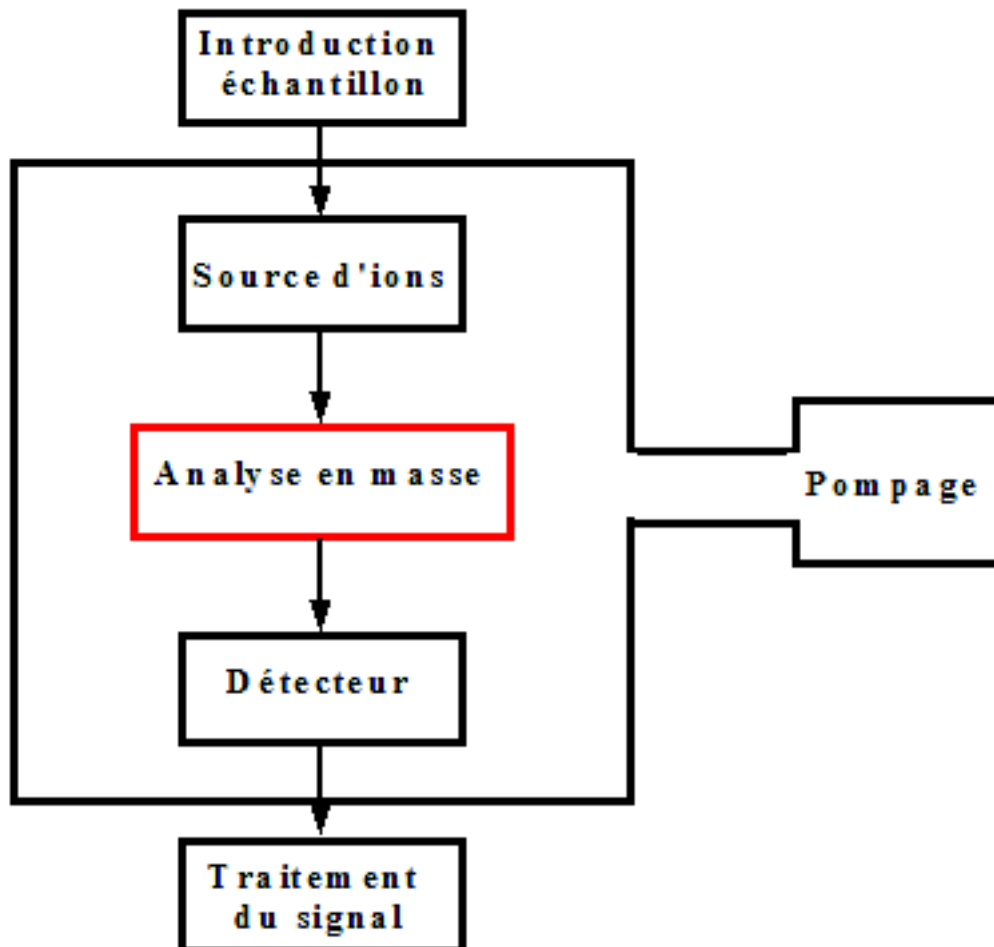 Introduction
échantillon
Source d'ions
Analyse en masse
Pompage
Détecteur
Traitement
du signal